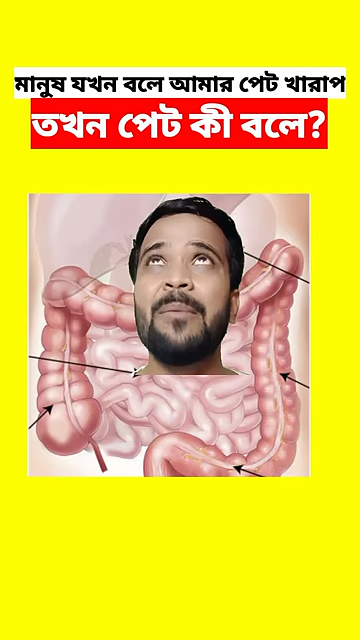 মানুষ যখন বলে আমার পেট খারাপ
তখন পেট কী বলে?